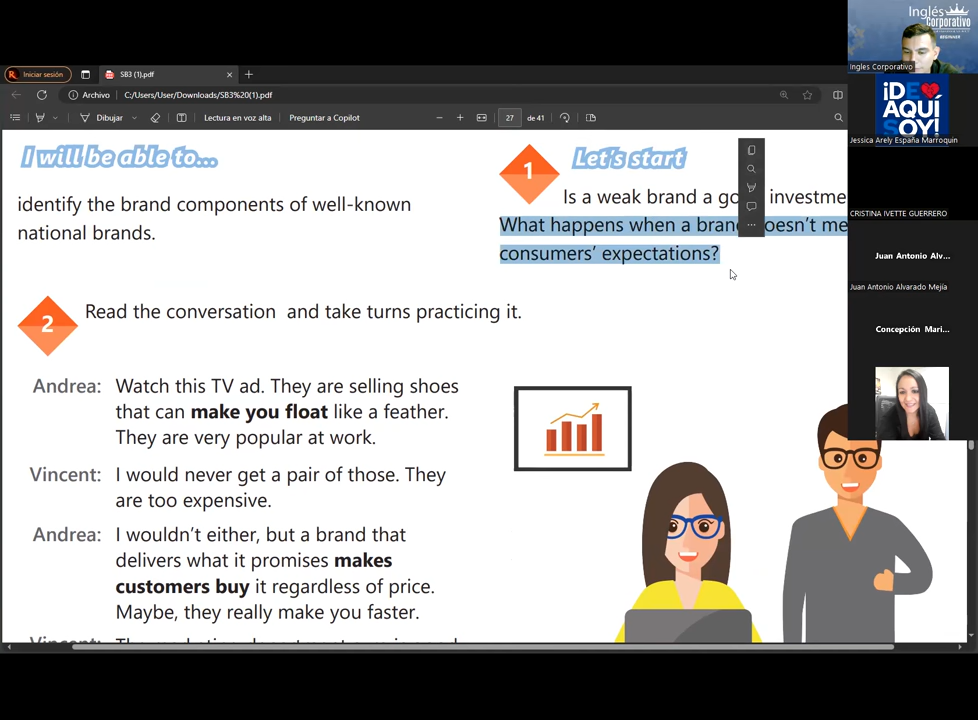 Iniciar sesión
SB3 (1).pdf
Archivo
C:/Users/User/Downloads/SB3%20(1).pdf
Dibujar
Lectura en voz alta
Preguntar a Copilot
27
de 41
I will be able to...
identify the brand components of well-known
national brands.
1
Let's start
Is a weak brand a go investme
What happens when a bran oesn't me
consumers' expectations?
2
Read the conversation and take turns practicing it.
Andrea: Watch this TV ad. They are selling shoes
that can make you float like a feather.
They are very popular at work.
Vincent: I would never get a pair of those. They
are too expensive.
Andrea: I wouldn't either, but a brand that
delivers what it promises makes
customers buy it regardless of price.
Maybe, they really make you faster.
Inglés
Corporativo
BEGINNER
Ingles Corporativo
¡DE
AQUÍ
SOY!
Jessica Arely España Marroquin
CRISTINA IVETTE GUERRERO
Juan Antonio Alv...
Juan Antonio Alvarado Mejía
Concepción Mari...